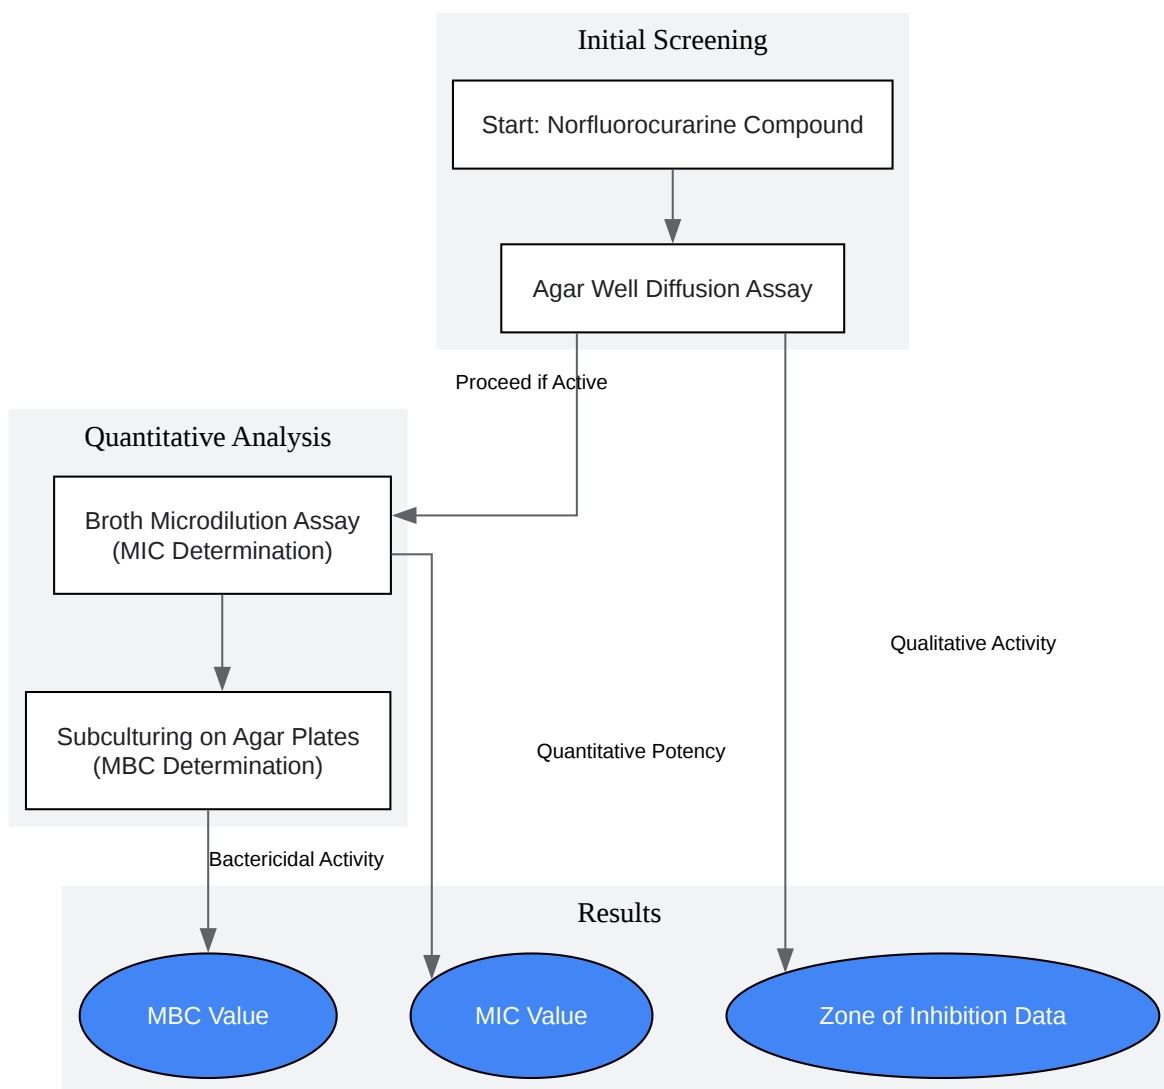 Initial Screening
Start: Norfluorocurarine Compound
Agar Well Diffusion Assay
Proceed if Active
Quantitative Analysis
Broth Microdilution Assay
(MIC Determination)
Qualitative Activity
Subculturing on Agar Plates
(MBC Determination)
Quantitative Potency
Bactericidal Activity
Results
MBC Value
MIC Value
Zone of Inhibition Data